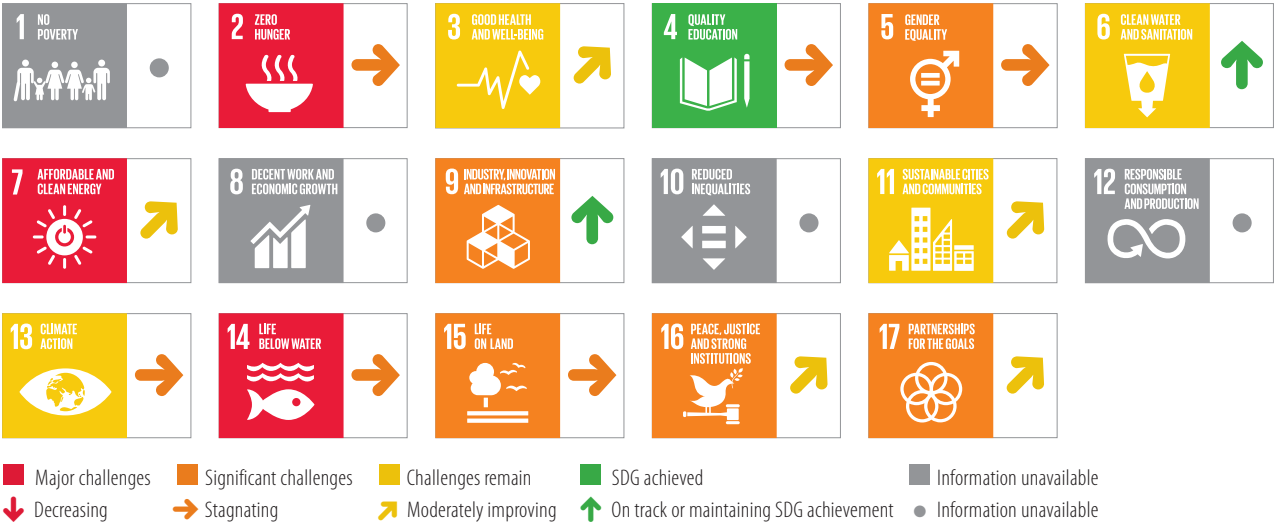 1 NO
POVERTY
2 ZERO
HUNGER
3 GOOD HEALTH
AND WELL-BEING
4 QUALITY
EDUCATION
5 GENDER
EQUALITY
6 CLEAN WATER
AND SANITATION
7 AFFORDABLE AND
CLEAN ENERGY
8 DECENT WORK AND
ECONOMIC GROWTH
9 INDUSTRY, INNOVATION
AND INFRASTRUCTURE
10 REDUCED
INEQUALITIES
11 SUSTAINABLE CITIES
AND COMMUNITIES
12 RESPONSIBLE
CONSUMPTION
AND PRODUCTION
13 CLIMATE
ACTION
14 LIFE
BELOW WATER
15 LIFE
ON LAND
16 PEACE, JUSTICE
AND STRONG
INSTITUTIONS
17 PARTNERSHIPS
FOR THE GOALS
Major challenges Significant challenges Challenges remain SDG achieved Information unavailable
Decreasing Stagnating Moderately improving On track or maintaining SDG achievement Information unavailable